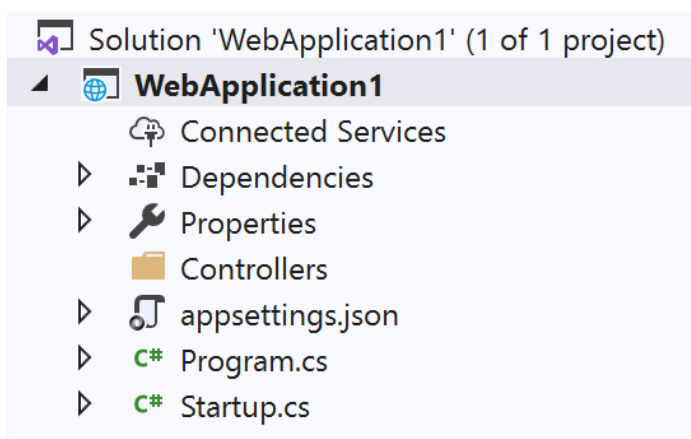 Solution 'WebApplication1' (1 of 1 project)
WebApplication1
Connected Services
Dependencies
Properties
Controllers
appsettings.json
C# Program.cs
C# Startup.cs